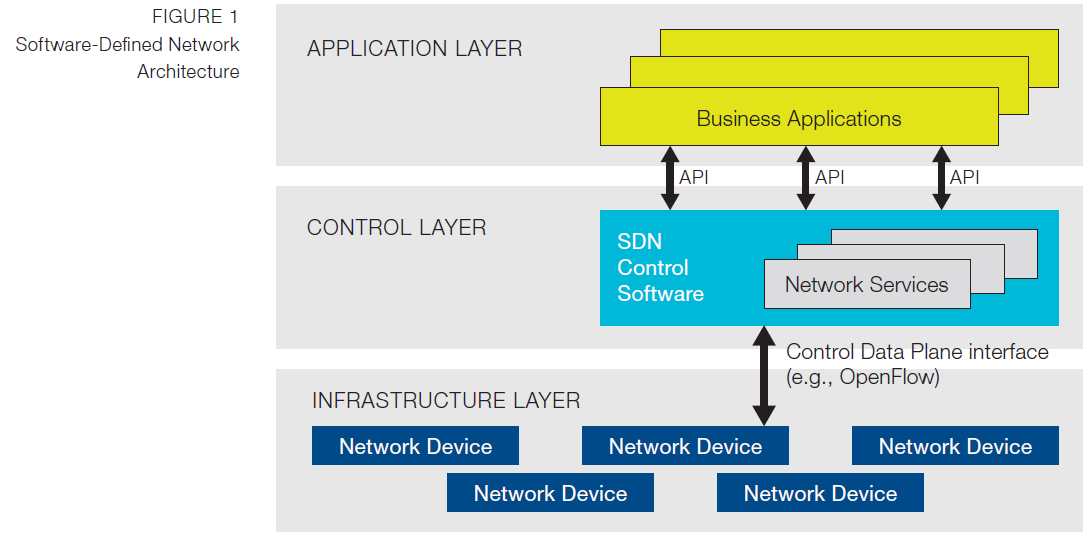 FIGURE 1
Software-Defined Network
Architecture
APPLICATION LAYER
Business Applications
API
API
API
CONTROL LAYER
SDN
Control
Software
Network Services
Control Data Plane interface
(e.g., OpenFlow)
INFRASTRUCTURE LAYER
Network Device
Network Device
Network Device
Network Device
Network Device